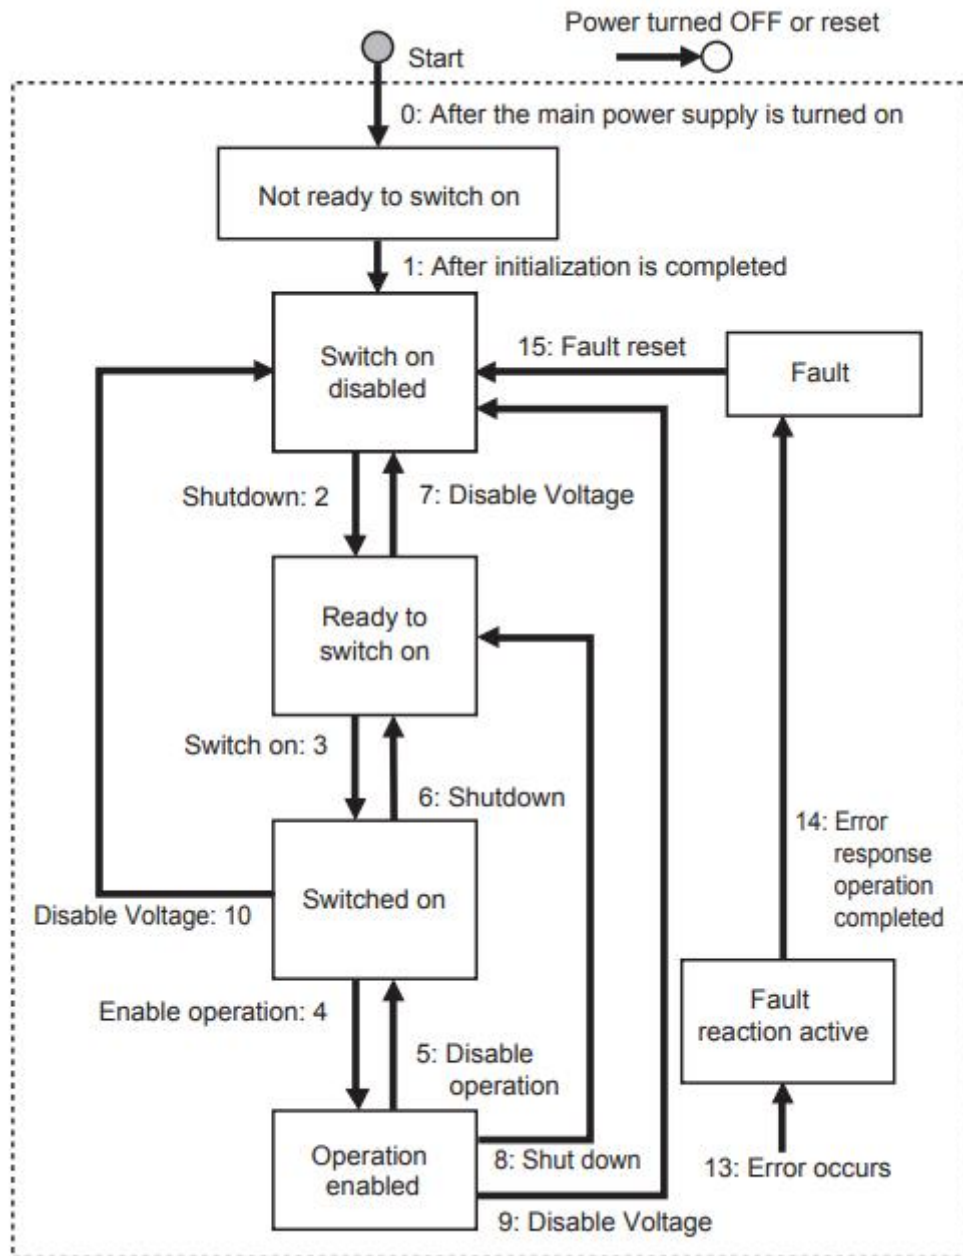 Power turned OFF or reset
Start
0: After the main power supply is turned on
Not ready to switch on
1: After initialization is completed
Switch on
disabled
15: Fault reset
Fault
Shutdown: 2
7: Disable Voltage
Ready to
switch on
Switch on: 3
6: Shutdown
14: Error
response
operation
completed
Switched on
Disable Voltage: 10
Enable operation: 4
Fault
reaction active
5: Disable
operation
Operation
enabled
8: Shut down
13: Error occurs
9: Disable Voltage